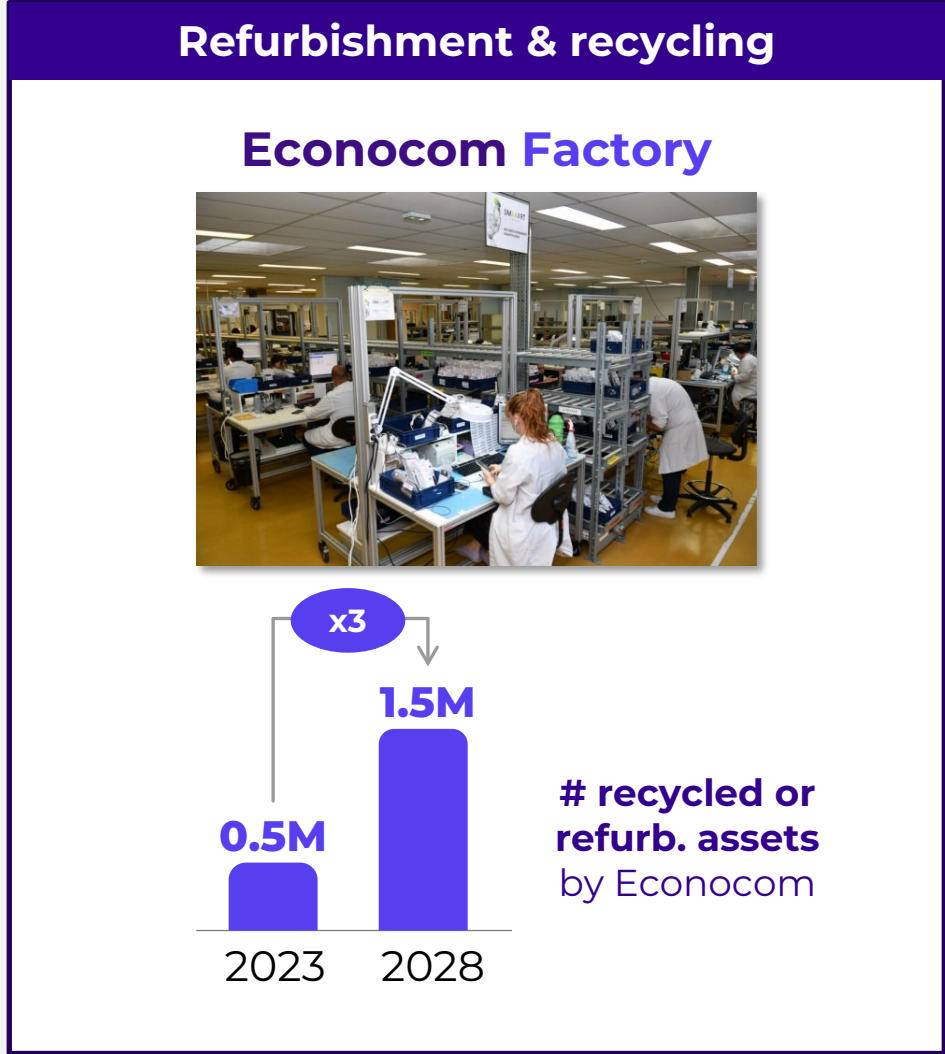 Refurbishment & recycling
Econocom Factory
x3
1.5M
0.5M
# recycled or
refurb. assets
by Econocom
2023 2028